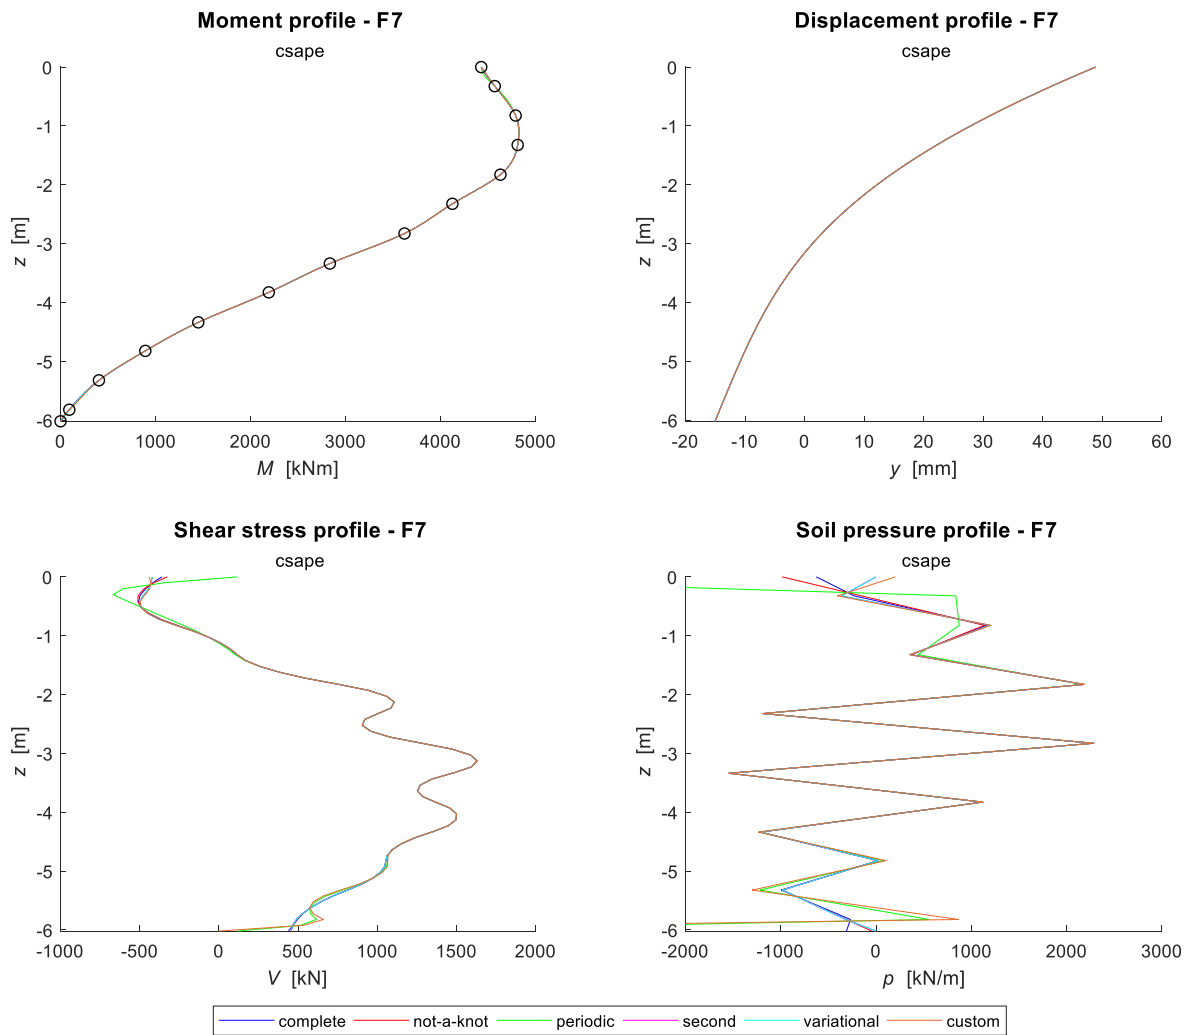 Moment profile - F7
csape
0
-1
-2
-3
-4
-5
-6
z [m]
0 1000 2000 3000 4000 5000
M [kNm]
Displacement profile - F7
csape
0
-1
-2
-3
-4
-5
-6
z [m]
-20 -10 0 10 20 30 40 50 60
y [mm]
Shear stress profile - F7
csape
0
-1
-2
-3
-4
-5
-6
z [m]
-1000 -500 0 500 1000 1500 2000
V [kN]
Soil pressure profile - F7
csape
0
-1
-2
-3
-4
-5
-6
z [m]
-2000 -1000 0 1000 2000 3000
p [kN/m]
complete not-a-knot periodic second variational custom